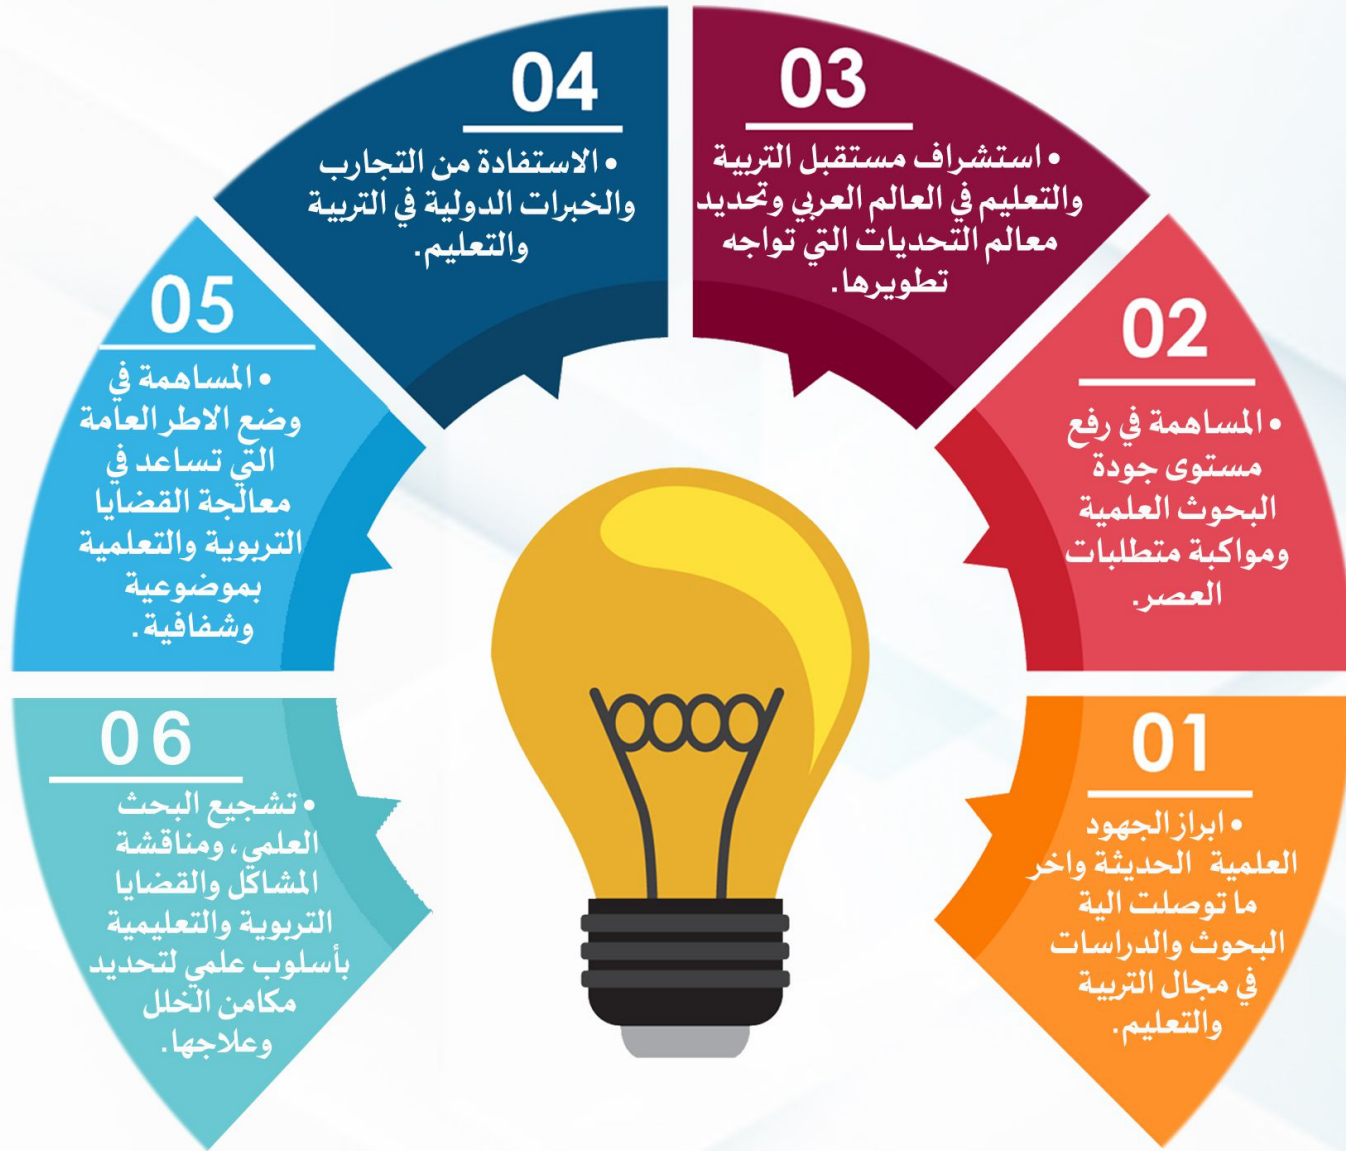 01
• ابراز الجهود
العلمية الحديثة واخر
ما توصلت الية
البحوث والدراسات
في مجال التربية
والتعليم.
02
• المساهمة في رفع
مستوى جودة
البحوث العلمية
ومواكبة متطلبات
العصر.
03
• استشراف مستقبل التربية
والتعليم في العالم العربي وتحديد
معالم التحديات التي تواجه
تطويرها.
04
• الاستفادة من التجارب
والخبرات الدولية في التربية
والتعليم.
05
• المساهمة في
وضع الاطر العامة
التي تساعد في
معالجة القضايا
التربوية والتعلمية
بموضوعية
وشفافية.
06
• تشجيع البحث
العلمي، ومناقشة
المشاكل والقضايا
التربوية والتعليمية
بأسلوب علمي لتحديد
مكامن الخلل
وعلاجها.